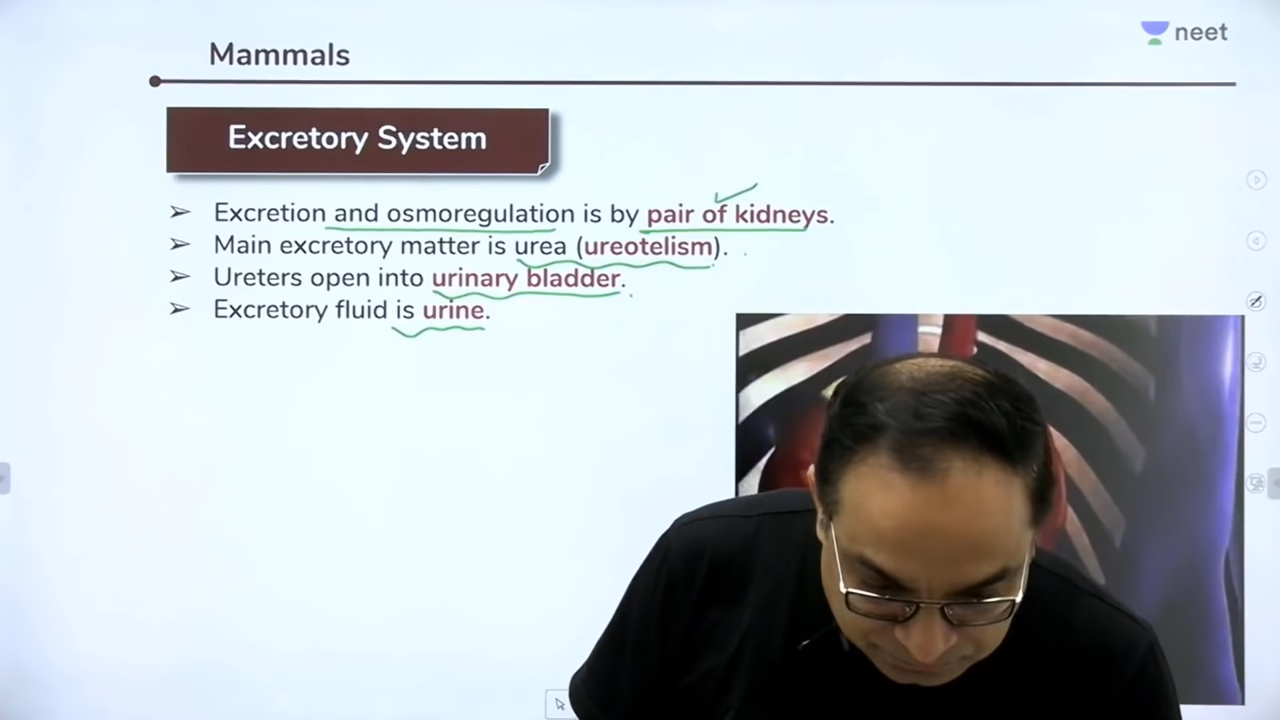 neet
Mammals
Excretory System
➢ Excretion and osmoregulation is by pair of kidneys.
➢ Main excretory matter is urea (ureotelism).
➢ Ureters open into urinary bladder.
➢ Excretory fluid is urine.